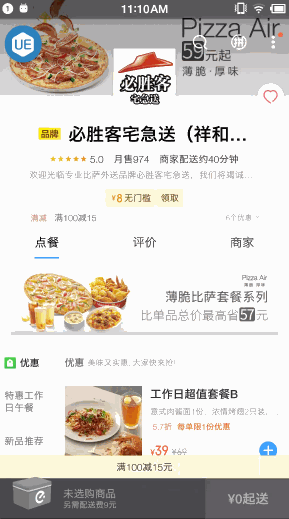 11:10AM
Pizza Air
59元起
薄脆·厚味
UE
拼
必胜客
宅急送
品牌 必胜客宅急送（祥和...
5.0 月售974 商家配送约40分钟
欢迎光临专业比萨外送品牌必胜客宅急送，我们将竭诚...
¥8无门槛 领取
满减 满100减15 6个优惠
点餐 评价 商家
Pizza Air
薄脆 厚味
薄脆比萨套餐系列
比单品总价最高省57元
优惠
优惠 美味又实惠，大家快来抢!
特惠工作
日午餐
工作日超值套餐B
意式肉酱面1份，浓情烤翅2只装，...
5.7折 每单限1份优惠
新品推荐
¥39 ¥69
满100减15元
未选购商品
另需配送费9元
¥0起送